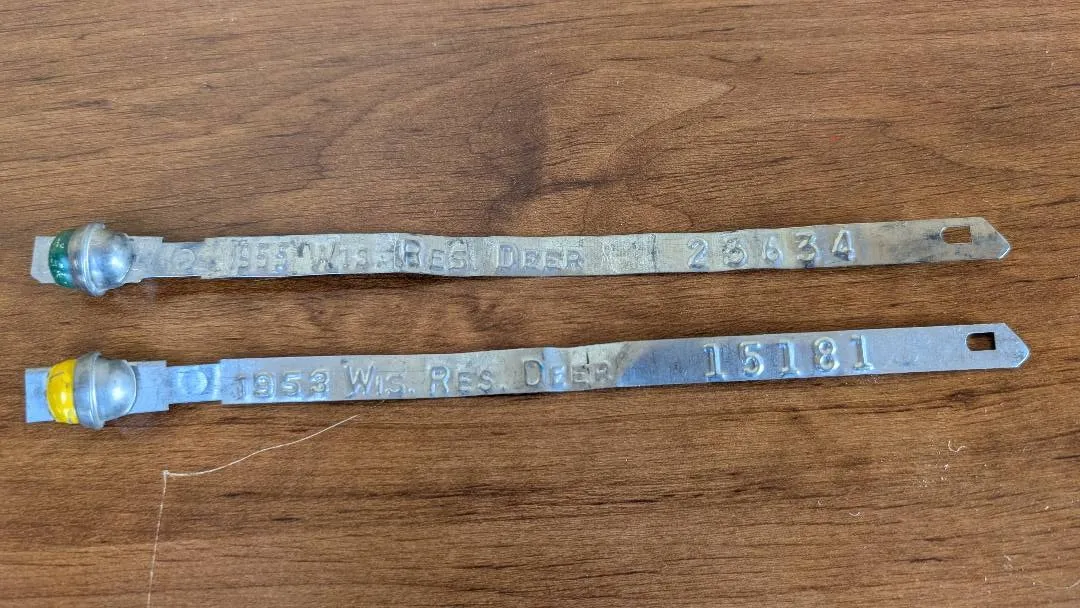 1955 WIS. RES. DEER 23634
1953 WIS. RES. DEER 15181